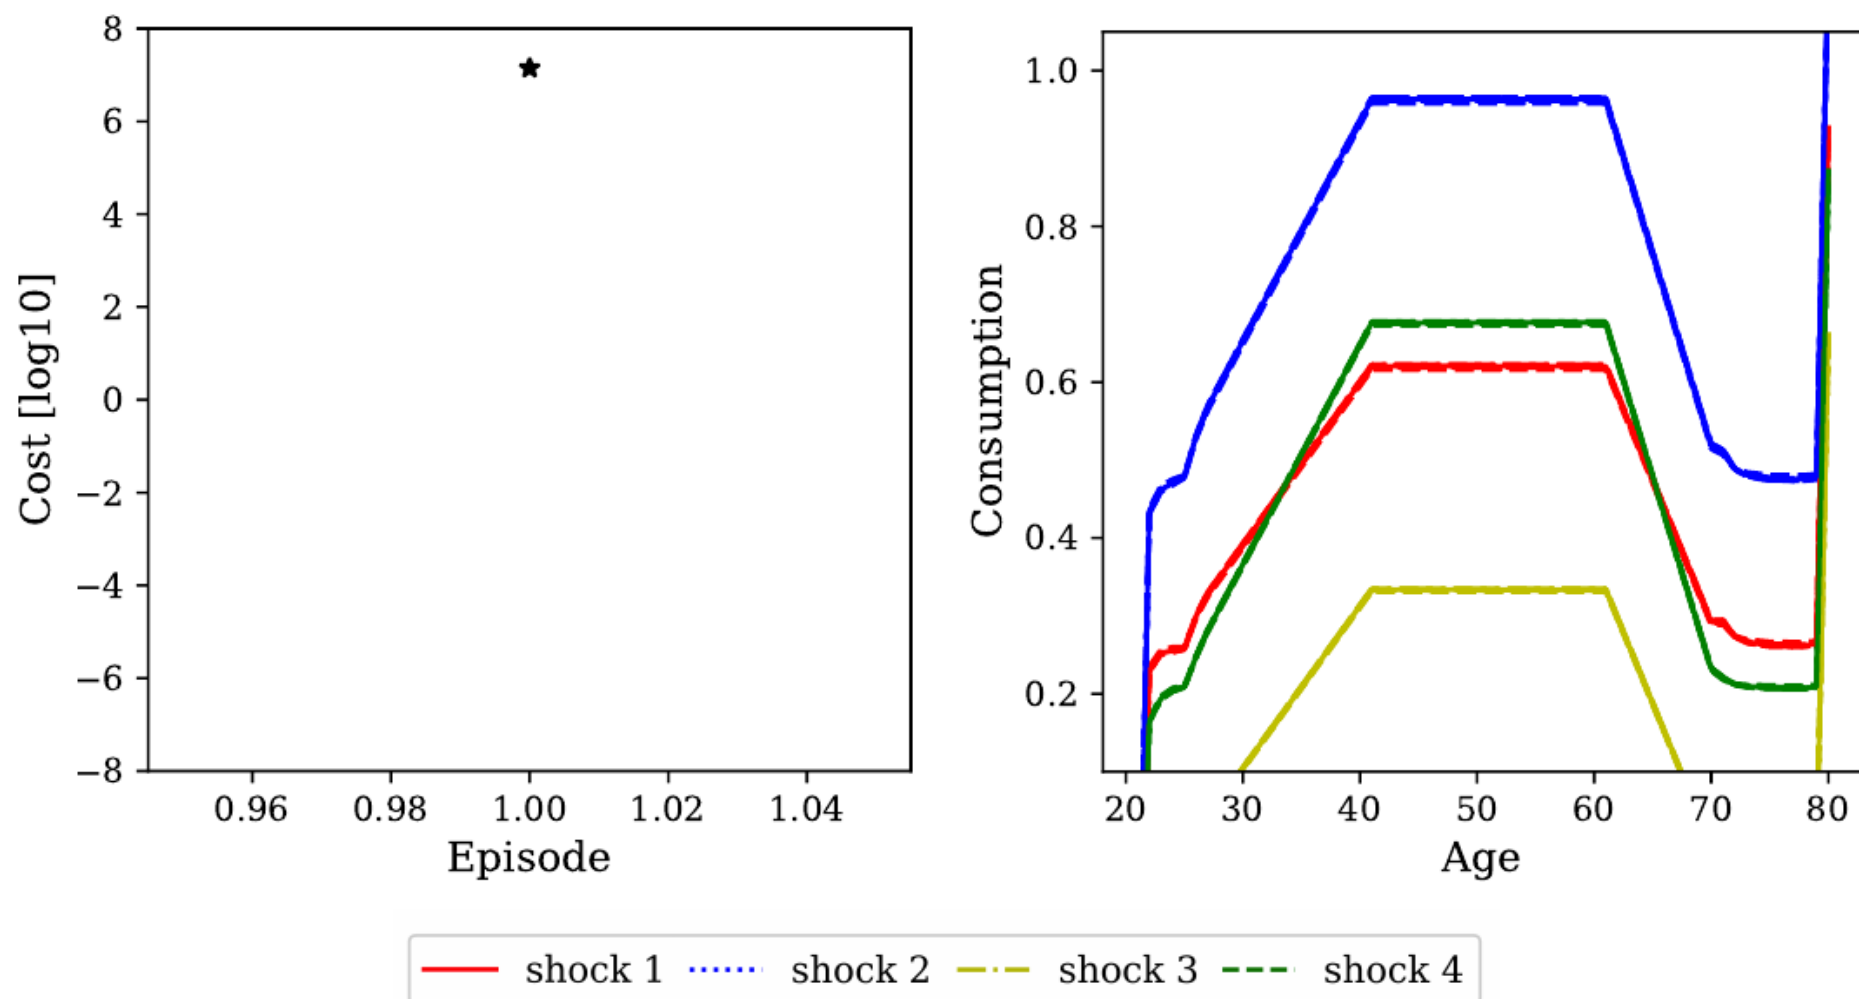 8
6
4
2
0
−2
−4
−6
−8
Cost [log10]
0.96 0.98 1.00 1.02 1.04
Episode
1.0
0.8
0.6
0.4
0.2
Consumption
20 30 40 50 60 70 80
Age
shock 1 shock 2 shock 3 shock 4